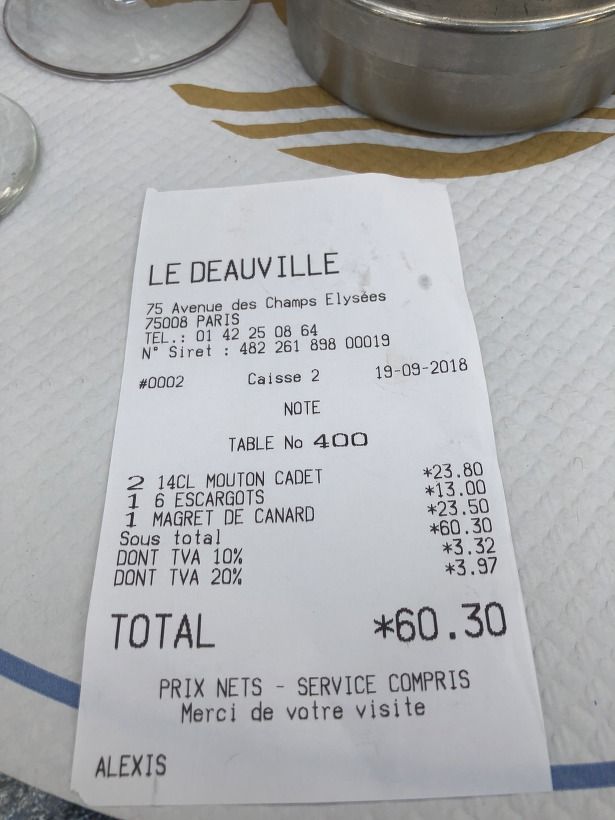 LE DEAUVILLE
75 Avenue des Champs Elysées
75008 PARIS
TEL.: 01 42 25 08 64
N° Siret : 482 261 898 00019
#0002 Caisse 2 19-09-2018
NOTE
TABLE No 400
2 14CL MOUTON CADET *23.80
1 6 ESCARGOTS *13.00
1 MAGRET DE CANARD *23.50
Sous total *60.30
DONT TVA 10% *3.32
DONT TVA 20% *3.97
TOTAL *60.30
PRIX NETS - SERVICE COMPRIS
Merci de votre visite
ALEXIS